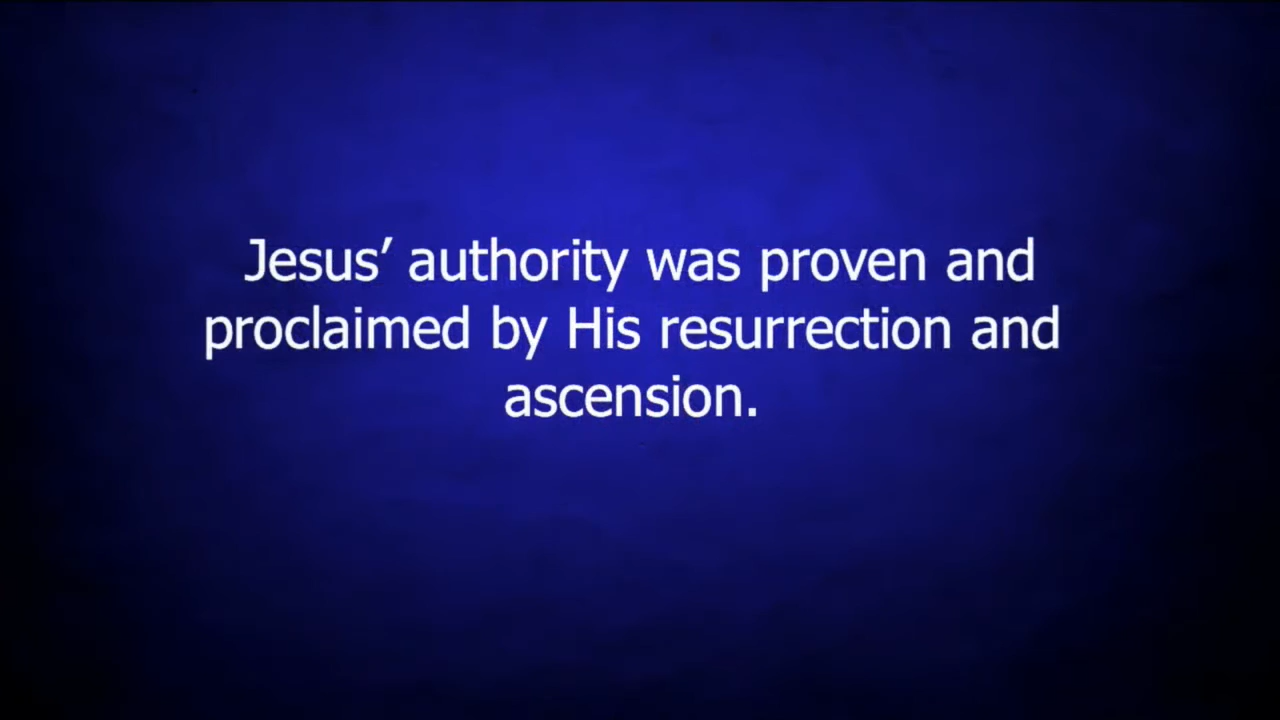 Jesus’ authority was proven and
proclaimed by His resurrection and
ascension.